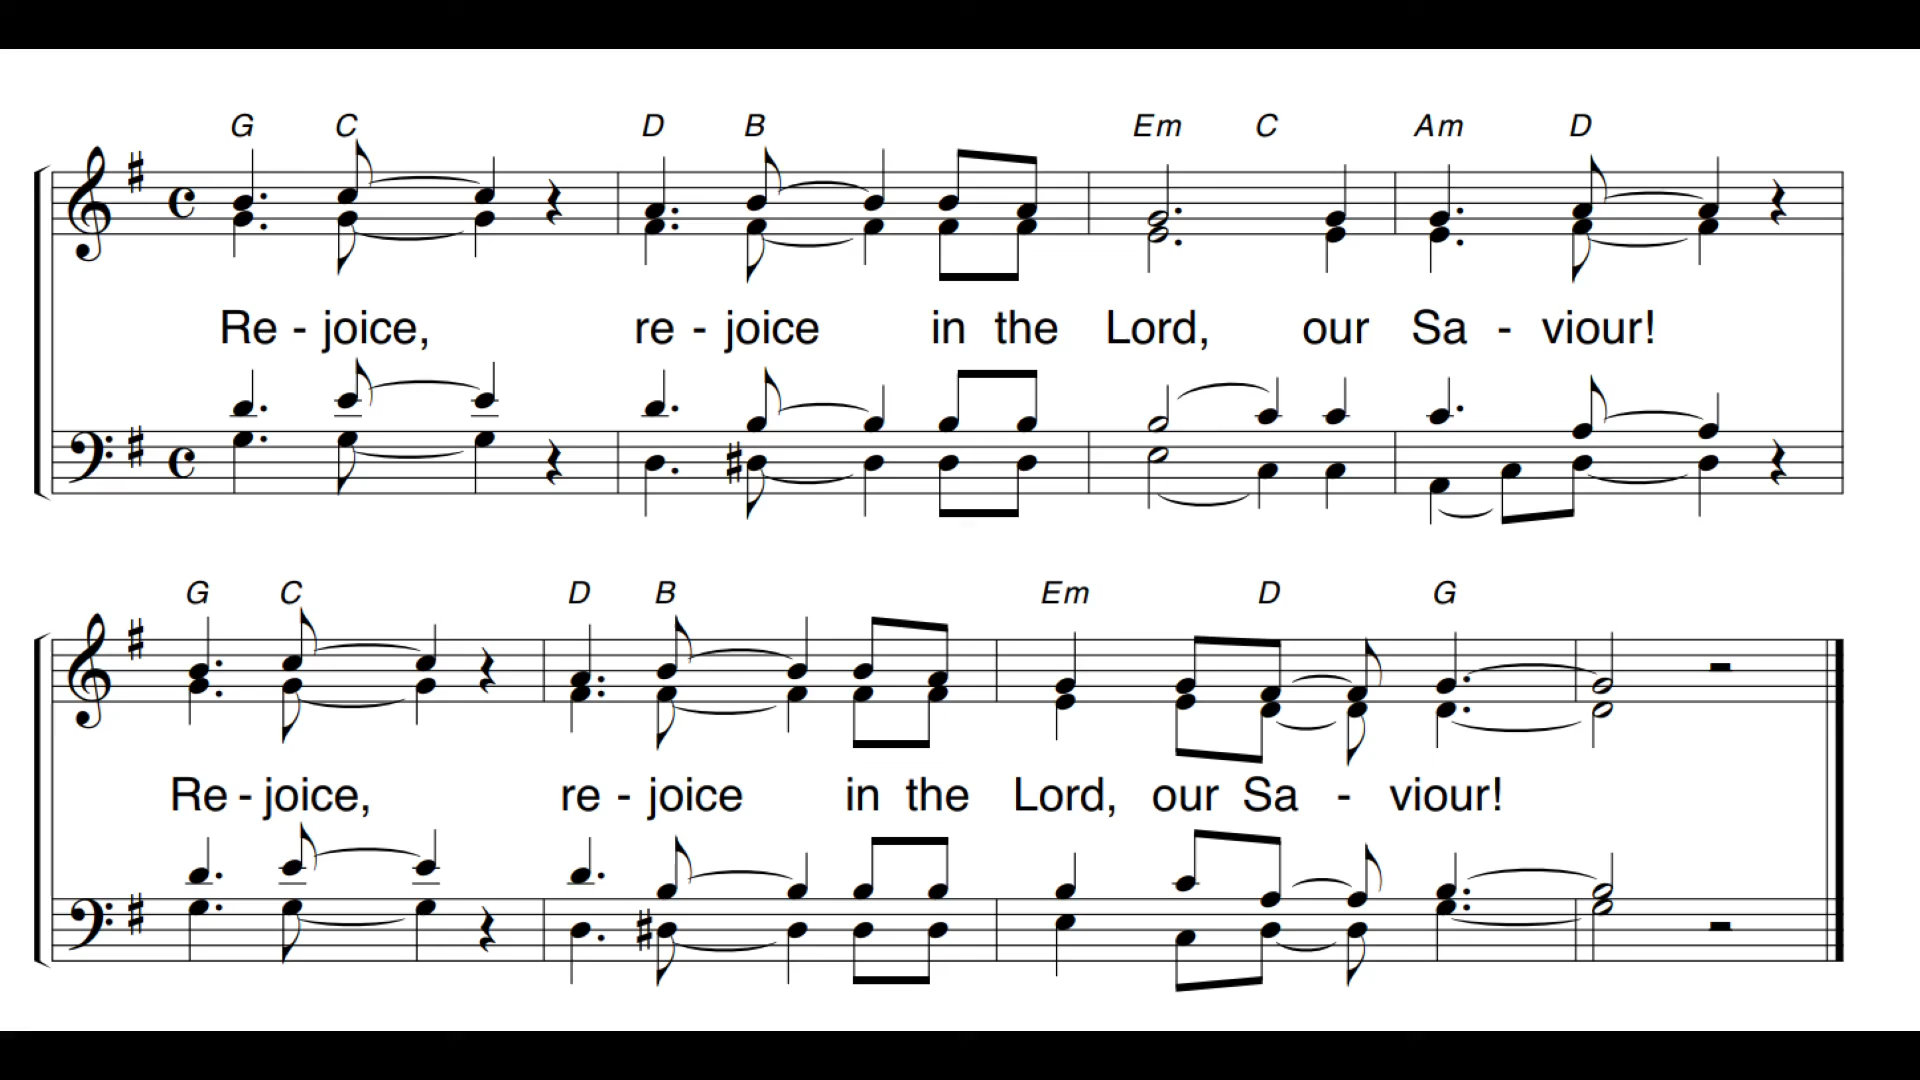 G C D B Em C Am D
Re - joice, re - joice in the Lord, our Sa - viour!
G C D B Em D G
Re - joice, re - joice in the Lord, our Sa - viour!